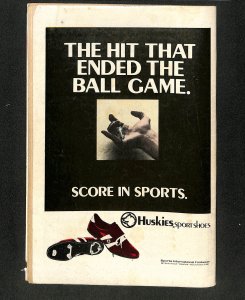 THE HIT THAT
ENDED THE
BALL GAME.
SCORE IN SPORTS.
Huskies SPORTSHOES